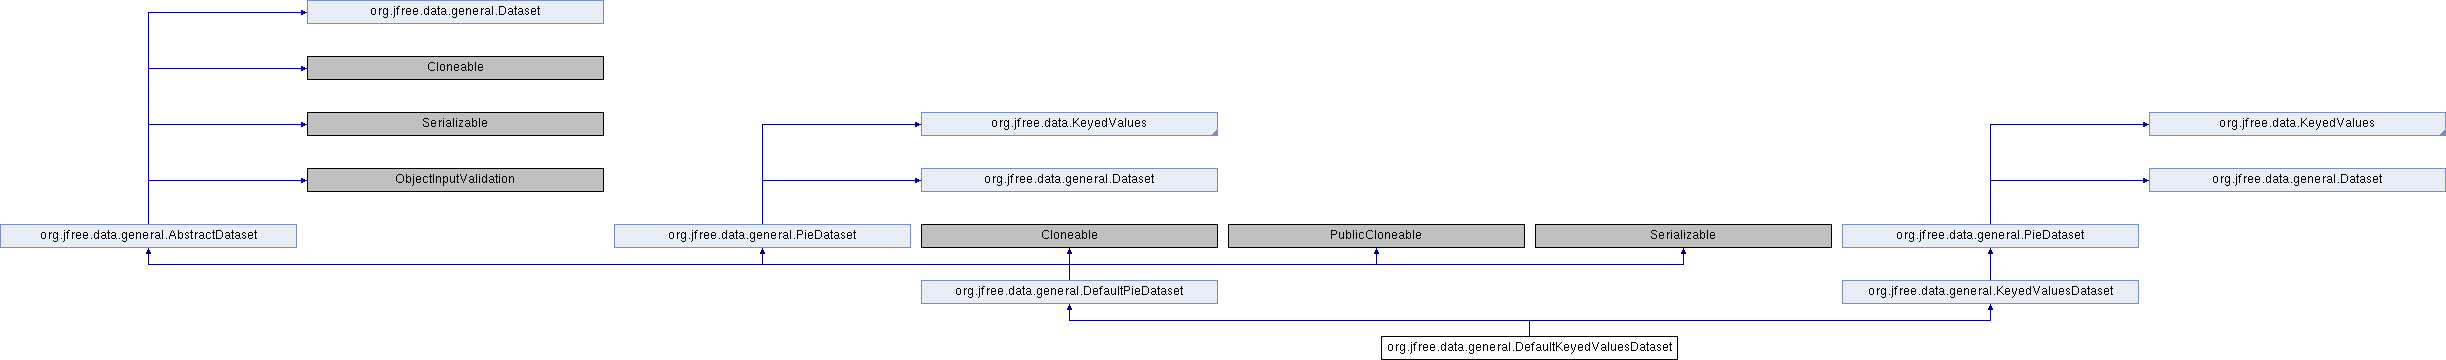 org.jfree.data.general.Dataset
Cloneable
Serializable
org.jfree.data.KeyedValues
org.jfree.data.KeyedValues
ObjectInputValidation
org.jfree.data.general.Dataset
org.jfree.data.general.Dataset
org.jfree.data.general.AbstractDataset
org.jfree.data.general.PieDataset
Cloneable
PublicCloneable
Serializable
org.jfree.data.general.PieDataset
org.jfree.data.general.DefaultPieDataset
org.jfree.data.general.KeyedValuesDataset
org.jfree.data.general.DefaultKeyedValuesDataset